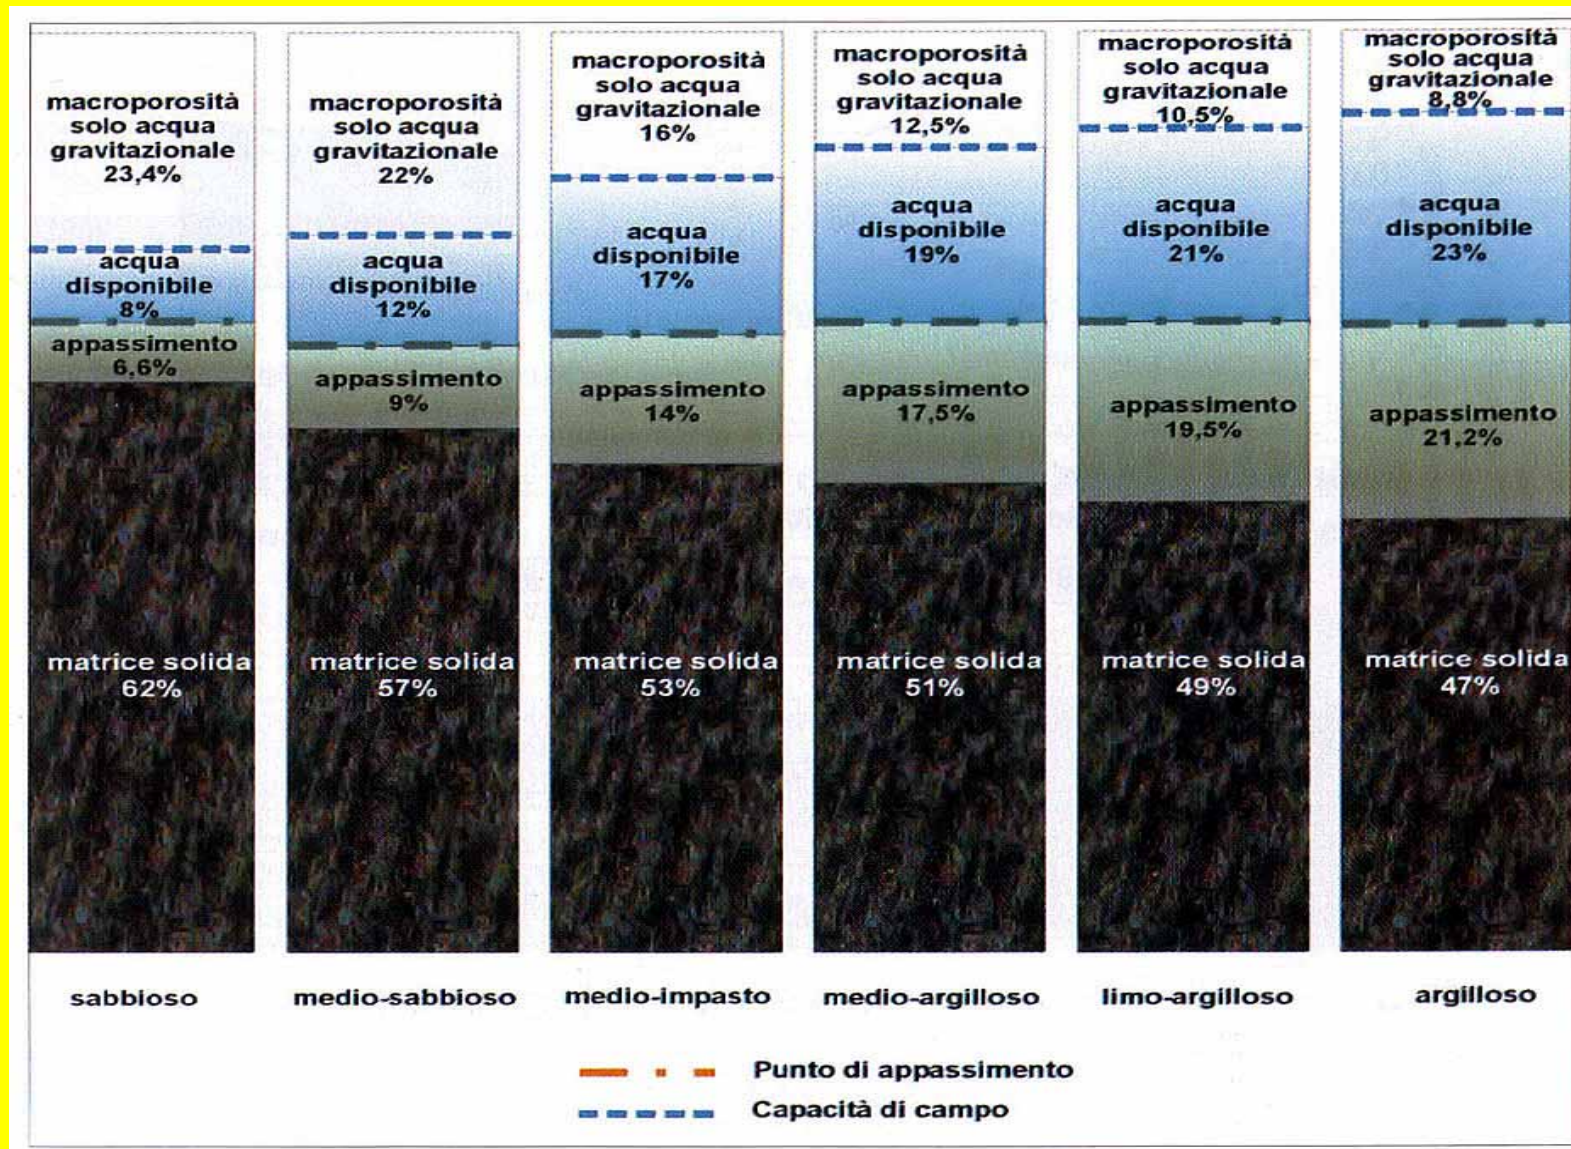 macroporosità
solo acqua
gravitazionale
23,4%
acqua
disponibile
8%
appassimento
6,6%
matrice solida
62%
sabbioso
macroporosità
solo acqua
gravitazionale
22%
acqua
disponibile
12%
appassimento
9%
matrice solida
57%
medio-sabbioso
macroporosità
solo acqua
gravitazionale
16%
acqua
disponibile
17%
appassimento
14%
matrice solida
53%
medio-impasto
macroporosità
solo acqua
gravitazionale
12,5%
acqua
disponibile
19%
appassimento
17,5%
matrice solida
51%
medio-argilloso
macroporosità
solo acqua
gravitazionale
10,5%
acqua
disponibile
21%
appassimento
19,5%
matrice solida
49%
limo-argilloso
macroporosità
solo acqua
gravitazionale
8,8%
acqua
disponibile
23%
appassimento
21,2%
matrice solida
47%
argilloso
Punto di appassimento
Capacità di campo